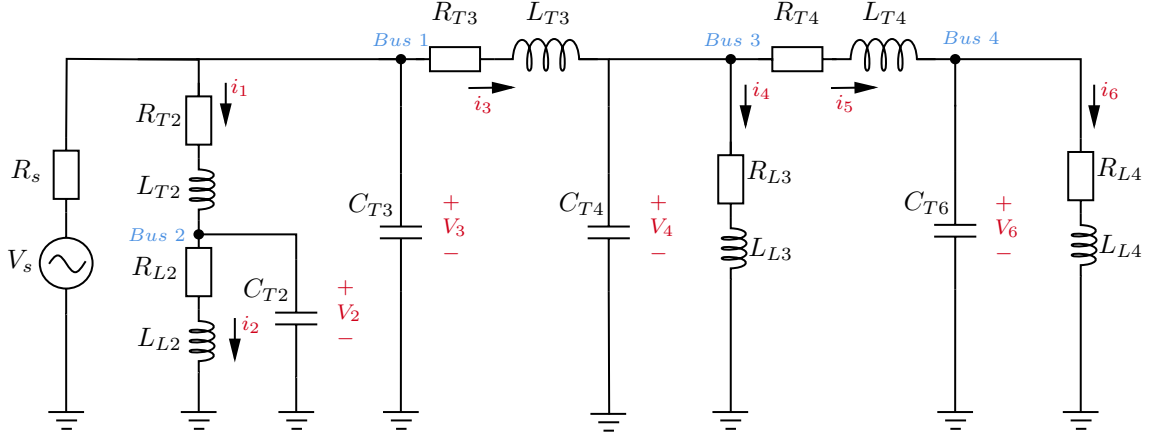 R_{T3}
L_{T3}
R_{T4}
L_{T4}
Bus 1
Bus 3
Bus 4
i_1
i_3
i_4
i_5
i_6
R_{T2}
R_s
L_{T2}
R_{L3}
R_{L4}
C_{T3}
+
V_3
−
C_{T4}
+
V_4
−
C_{T6}
+
V_6
−
Bus 2
V_s
R_{L2}
L_{L3}
L_{L4}
C_{T2}
+
V_2
−
L_{L2}
i_2